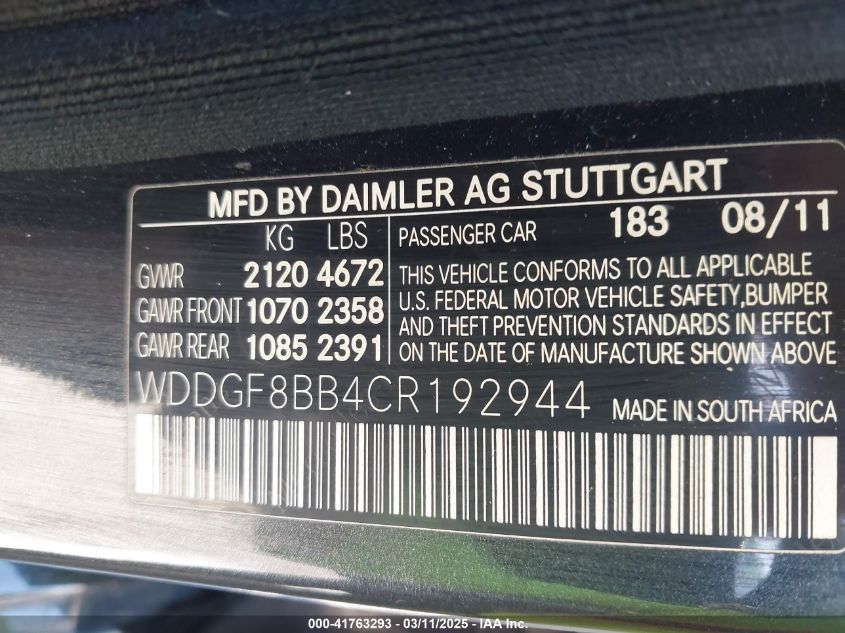 MFD BY DAIMLER AG STUTTGART
KG LBS
GVWR 2120 4672
GAWR FRONT 1070 2358
GAWR REAR 1085 2391
PASSENGER CAR 183 08/11
THIS VEHICLE CONFORMS TO ALL APPLICABLE
U.S. FEDERAL MOTOR VEHICLE SAFETY,BUMPER
AND THEFT PREVENTION STANDARDS IN EFFECT
ON THE DATE OF MANUFACTURE SHOWN ABOVE
WDDGF8BB4CR192944 MADE IN SOUTH AFRICA
000-41763293 - 03/11/2025 - IAA Inc.